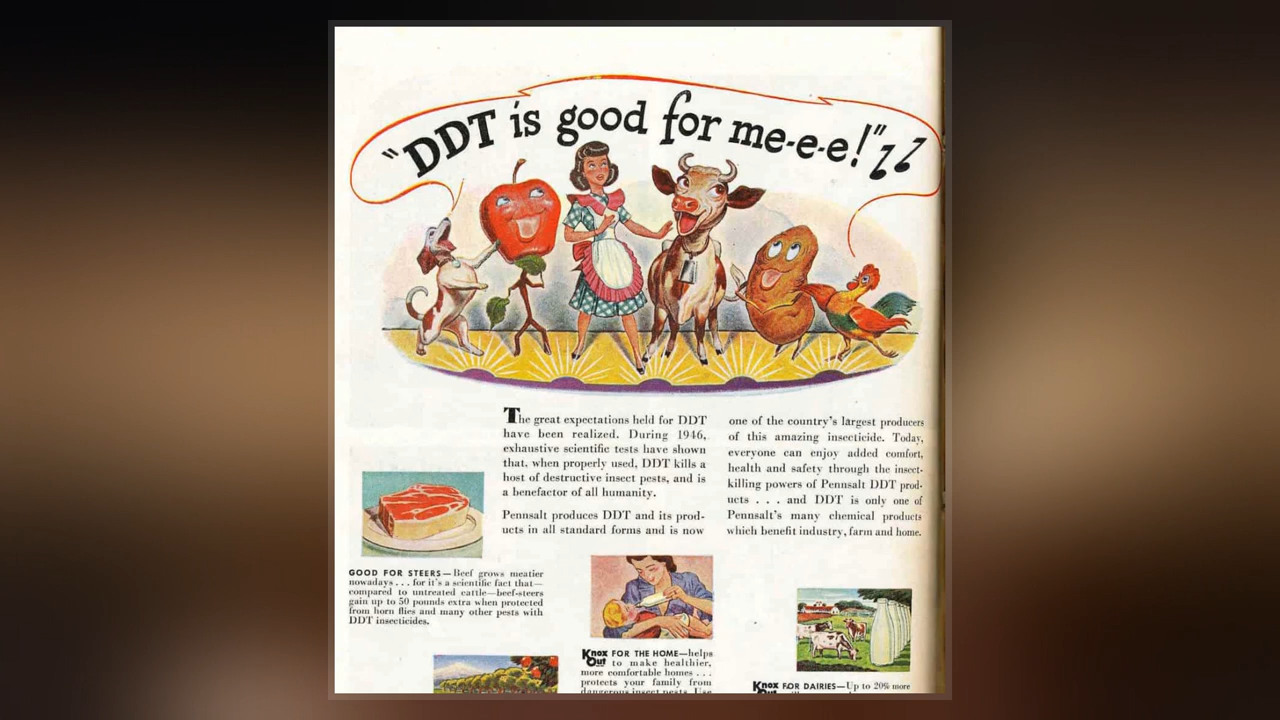 "DDT is good for me-e-e!"
The great expectations held for DDT
have been realized. During 1946,
exhaustive scientific tests have shown
that, when properly used, DDT kills a
host of destructive insect pests, and is
a benefactor of all humanity.
Pennsalt produces DDT and its prod-
ucts in all standard forms and is now
one of the country's largest producers
of this amazing insecticide. Today,
everyone can enjoy added comfort,
health and safety through the insect-
killing powers of Pennsalt DDT prod-
ucts . . . and DDT is only one of
Pennsalt's many chemical products
which benefit industry, farm and home.
GOOD FOR STEERS—Beef grows meatier
nowadays . . . for it's a scientific fact that—
compared to untreated cattle—beef-steers
gain up to 50 pounds extra when protected
from horn flies and many other pests with
DDT insecticides.
Knox Out FOR THE HOME—helps
to make healthier,
more comfortable homes . . .
protects your family from
dangerous insect pests. Use
Knox Out FOR DAIRIES—Up to 20% more